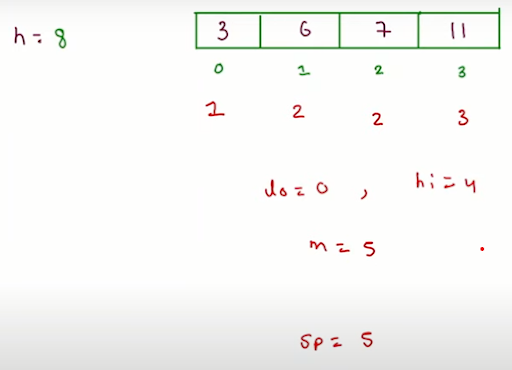 h = 8
3 6 7 11
0 1 2 3
1 2 2 3
lo = 0 , hi = 4
m = 5 .
sp = 5